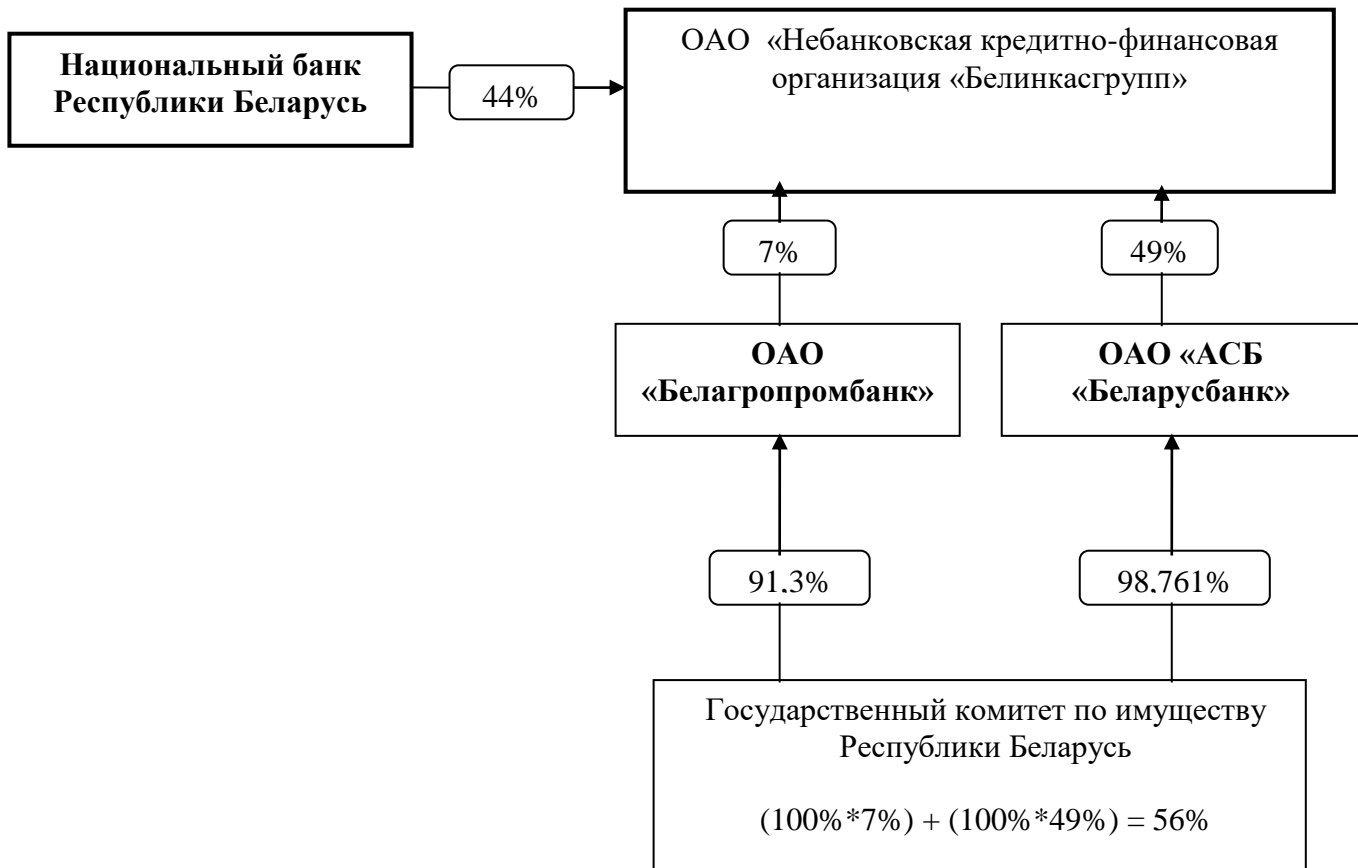 Национальный банк
Республики Беларусь
44%
ОАО «Небанковская кредитно-финансовая
организация «Белинкасгрупп»
7%
49%
ОАО
«Белагропромбанк»
ОАО «АСБ
«Беларусбанк»
91,3%
98,761%
Государственный комитет по имуществу
Республики Беларусь
(100%*7%) + (100%*49%) = 56%